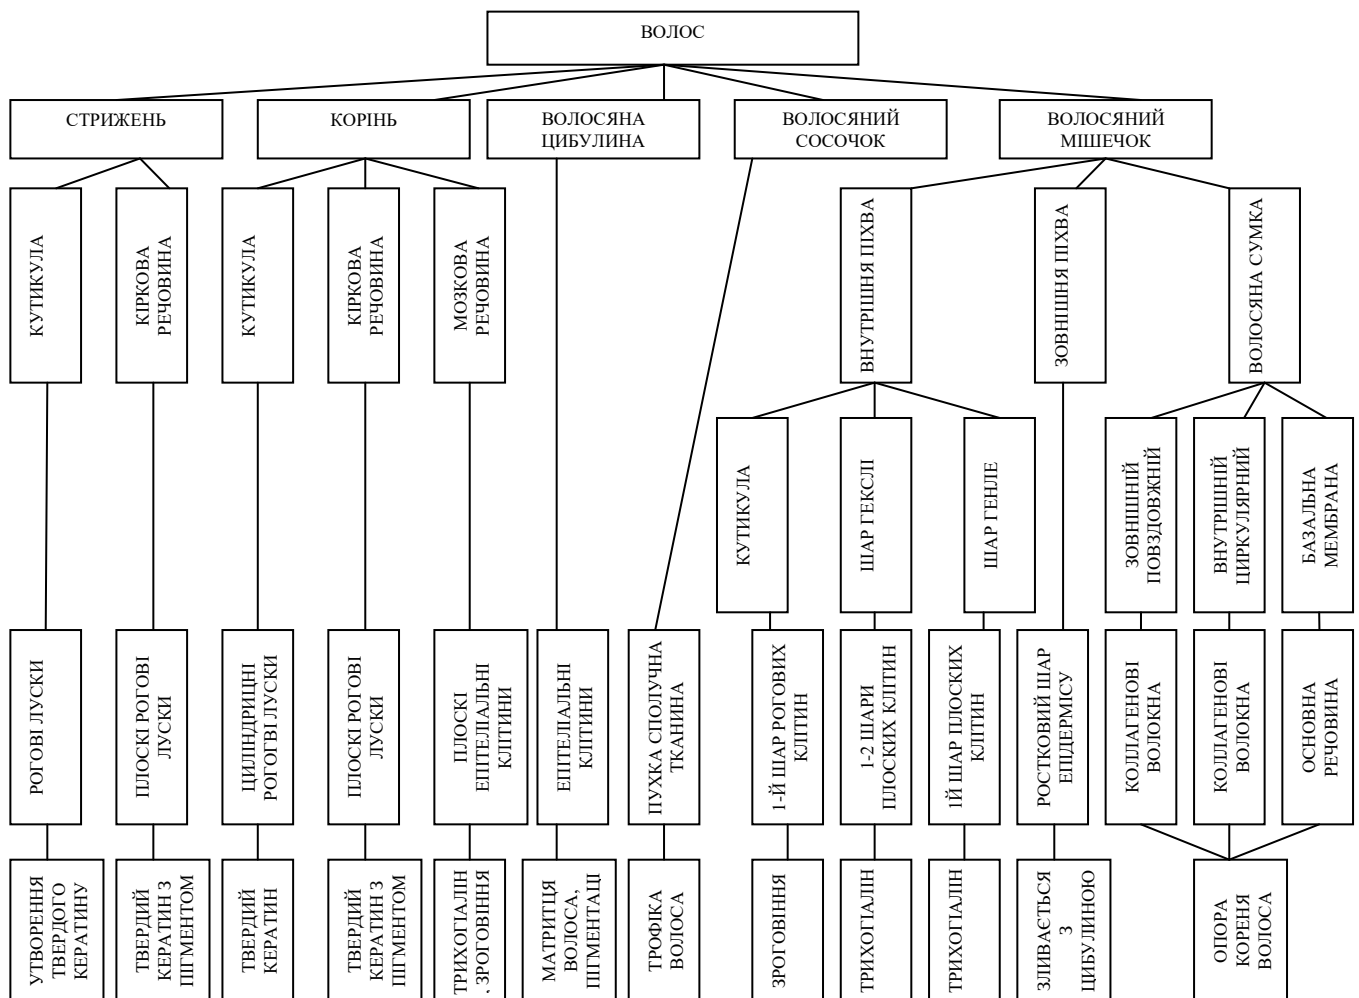 ВОЛОС
СТРИЖЕНЬ
КОРІНЬ
ВОЛОСЯНА
ЦИБУЛИНА
ВОЛОСЯНИЙ
СОСОЧОК
ВОЛОСЯНИЙ
МІШЕЧОК
КУТИКУЛА
КІРКОВА
РЕЧОВИНА
КУТИКУЛА
КІРКОВА
РЕЧОВИНА
МОЗКОВА
РЕЧОВИНА
ВНУТРІШНЯ ПІХВА
ЗОВНІШНЯ ПІХВА
ВОЛОСЯНА СУМКА
КУТИКУЛА
ШАР ГЕКСЛІ
ШАР ГЕНЛЕ
ЗОВНІШНІЙ
ПОВЗДОВЖНІЙ
ВНУТРІШНІЙ
ЦИРКУЛЯРНИЙ
БАЗАЛЬНА
МЕМБРАНА
РОГОВІ ЛУСКИ
ПЛОСКІ РОГОВІ
ЛУСКИ
ЦИЛІНДРИЦНІ
РОГОГВІ ЛУСКИ
ПЛОСКІ РОГОВІ
ЛУСКИ
ПЛОСКІ
ЕПІТЕЛІАЛЬНІ
КЛІТИНИ
ЕПІТЕЛІАЛЬНІ
КЛІТИНИ
ПУХКА СПОЛУЧНА
ТКАНИНА
1-Й ШАР РОГОВИХ
КЛІТИН
1-2 ШАРИ
ПЛОСКИХ КЛІТИН
1Й ШАР ПЛОСКИХ
КЛІТИН
РОСТКОВИЙ ШАР
ЕПІДЕРМІСУ
КОЛЛАГЕНОВІ
ВОЛОКНА
КОЛЛАГЕНОВІ
ВОЛОКНА
ОСНОВНА
РЕЧОВИНА
УТВОРЕННЯ
ТВЕРДОГО
КЕРАТИНУ
ТВЕРДИЙ
КЕРАТИН З
ПІГМЕНТОМ
ТВЕРДИЙ
КЕРАТИН
ТВЕРДИЙ
КЕРАТИН З
ПІГМЕНТОМ
ТРИХОГІАЛІН
, ЗРОГОВІННЯ
МАТРИТЦЯ
ВОЛОСА,
ПІГМЕНТАЦІ
ТРОФІКА
ВОЛОСА
ЗРОГОВІННЯ
ТРИХОГІАЛІН
ТРИХОГІАЛІН
ЗЛИВАЄТЬСЯ
З
ЦИБУЛИНОЮ
ОПОРА
КОРЕНЯ
ВОЛОСА